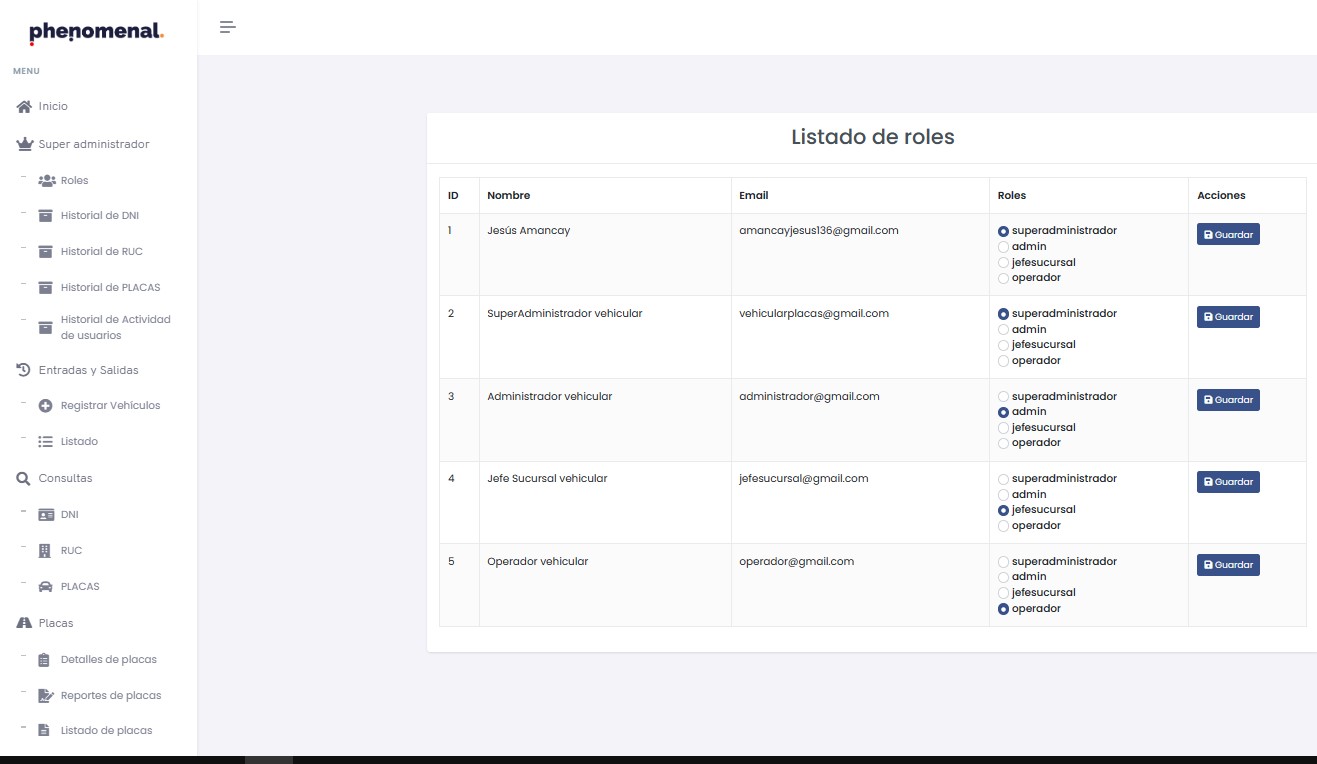 phenomenal.
MENU
Inicio
Super administrador
Roles
Historial de DNI
Historial de RUC
Historial de PLACAS
Historial de Actividad
de usuarios
Entradas y Salidas
Registrar Vehículos
Listado
Consultas
DNI
RUC
PLACAS
Placas
Detalles de placas
Reportes de placas
Listado de placas
Listado de roles
ID Nombre Email Roles Acciones
1 Jesús Amancay amancayjesus136@gmail.com superadministrador Guardar
admin
jefesucursal
operador
2 SuperAdministrador vehicular vehicularplacas@gmail.com superadministrador Guardar
admin
jefesucursal
operador
3 Administrador vehicular administrador@gmail.com superadministrador Guardar
admin
jefesucursal
operador
4 Jefe Sucursal vehicular jefesucursal@gmail.com superadministrador Guardar
admin
jefesucursal
operador
5 Operador vehicular operador@gmail.com superadministrador Guardar
admin
jefesucursal
operador